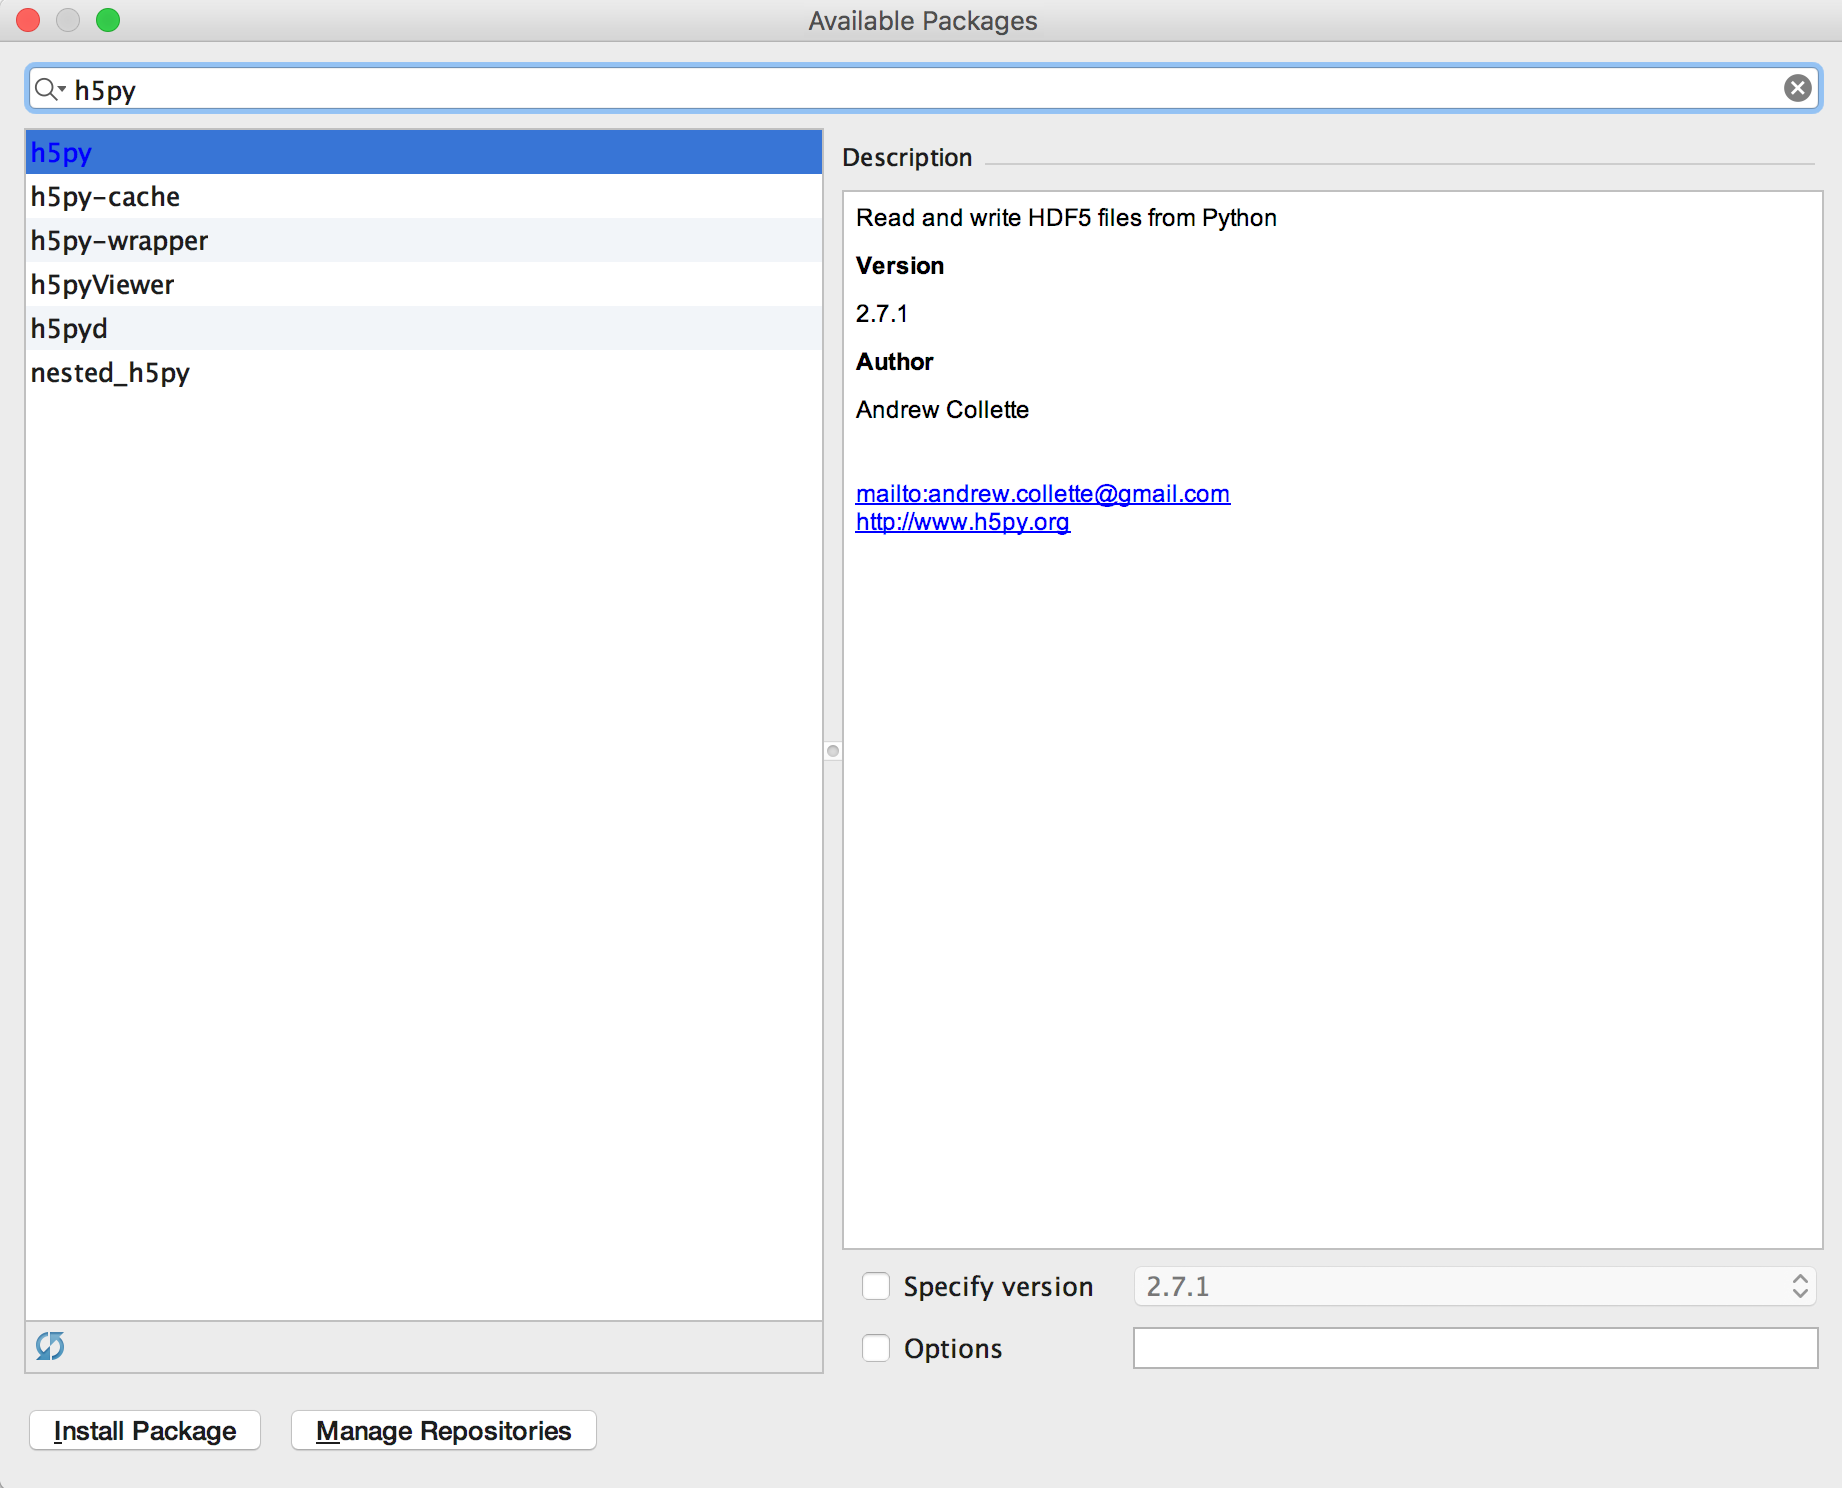 Available Packages
h5py
h5py
h5py-cache
h5py-wrapper
h5pyViewer
h5pyd
nested_h5py
Description
Read and write HDF5 files from Python
Version
2.7.1
Author
Andrew Collette
mailto:andrew.collette@gmail.com
http://www.h5py.org
Specify version 2.7.1
Options
Install Package Manage Repositories